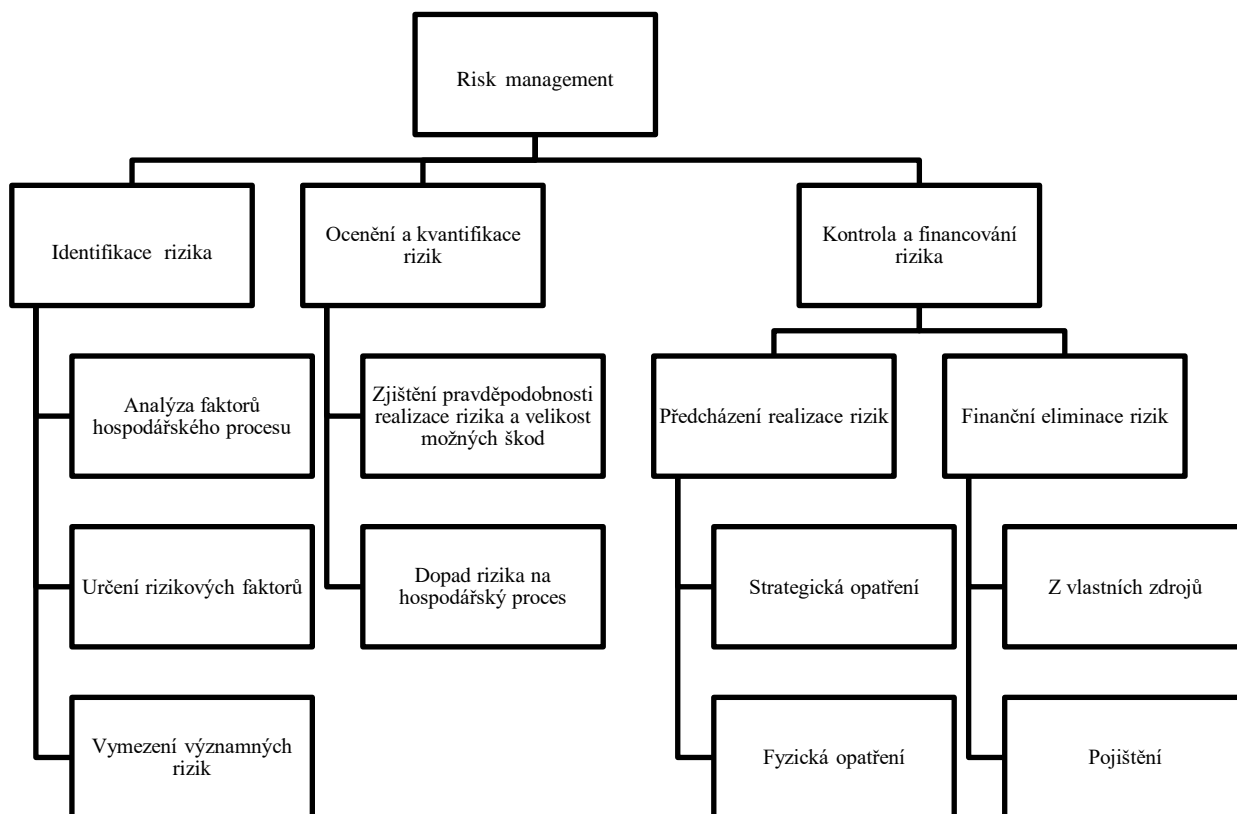 Risk management
Identifikace rizika
Ocenění a kvantifikace
rizik
Kontrola a financování
rizika
Analýza faktorů
hospodářského procesu
Zjištění pravděpodobnosti
realizace rizika a velikost
možných škod
Předcházení realizace rizik
Finanční eliminace rizik
Určení rizikových faktorů
Dopad rizika na
hospodářský proces
Strategická opatření
Z vlastních zdrojů
Vymezení významných
rizik
Fyzická opatření
Pojištění